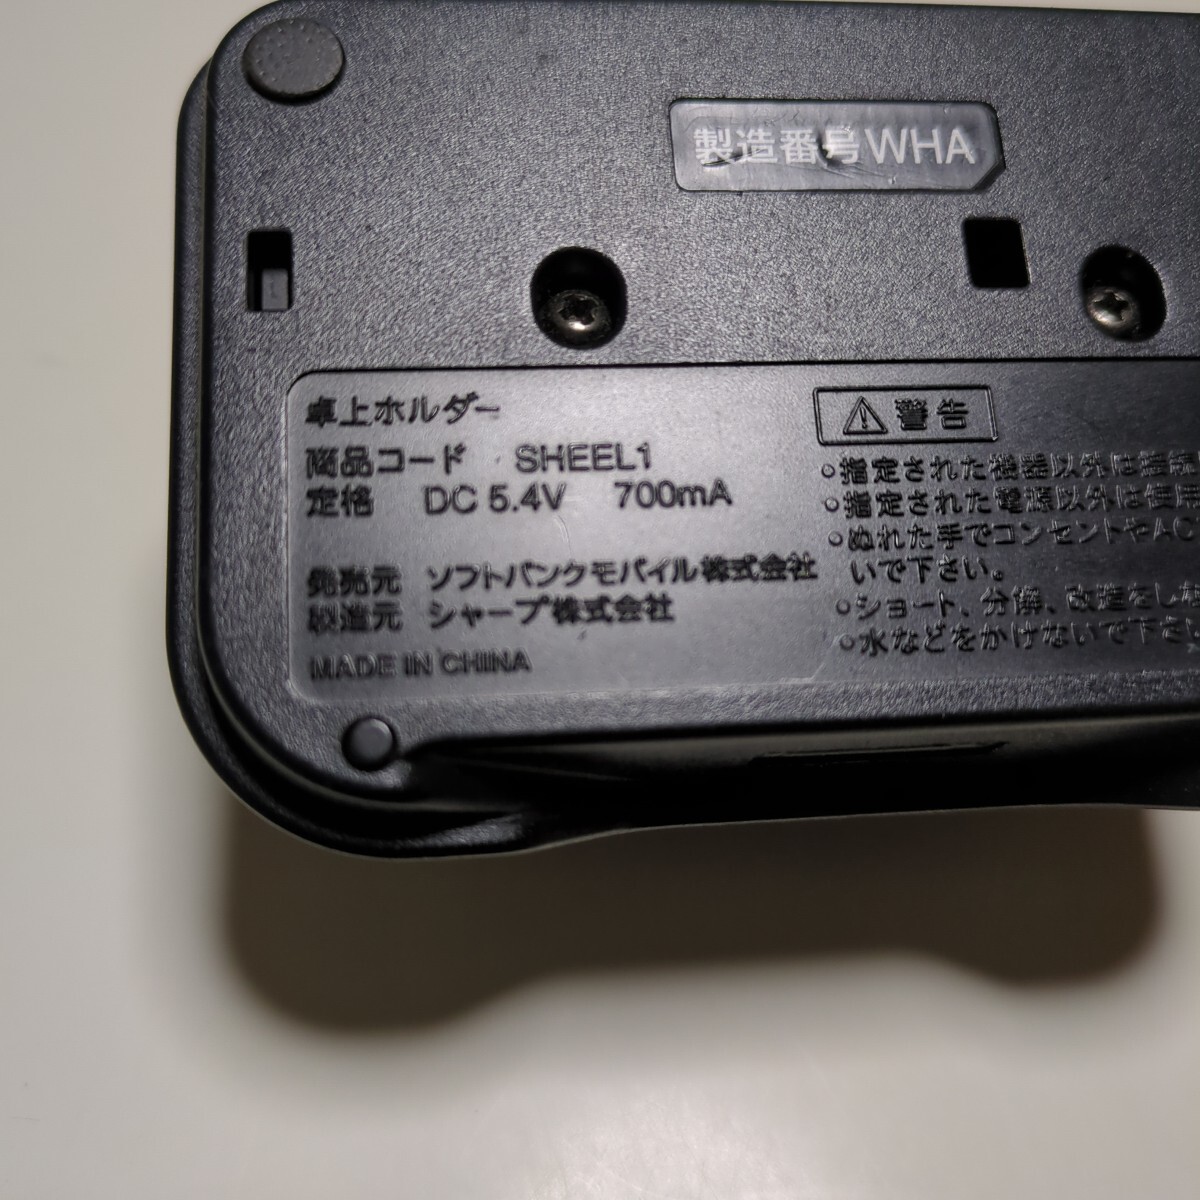 製造番号WHA
卓上ホルダー
商品コード SHEEL1
定格 DC 5.4V 700mA
発売元 ソフトバンクモバイル株式会社
製造元 シャープ株式会社
MADE IN CHINA
警告
○指定された機器以外は
○指定された電源以外は使用
○ぬれた手でコンセントやAC
いで下さい。
○ショート、分解、改造をし
○水などをかけないで下さい